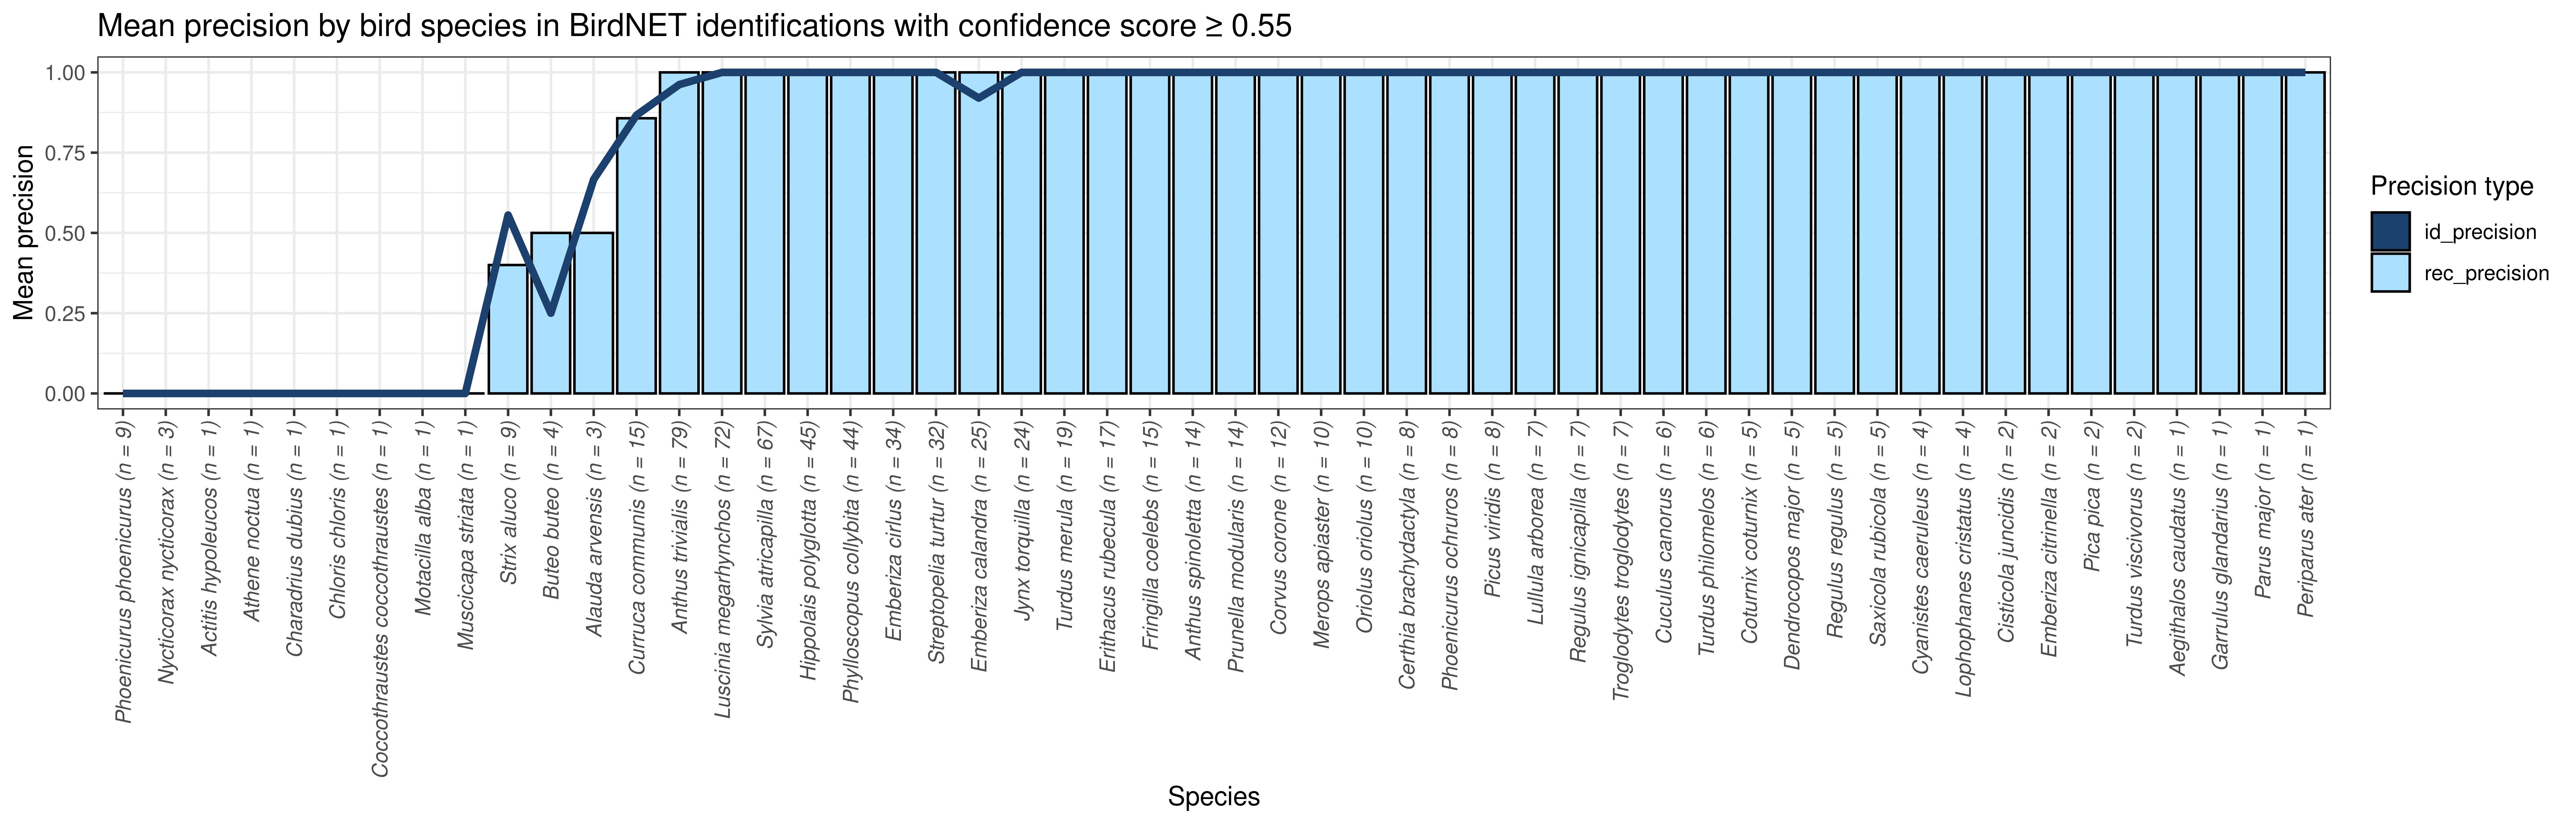 Mean precision by bird species in BirdNET identifications with confidence score ≥ 0.55
Mean precision
1.00
0.75
0.50
0.25
0.00
Phoenicurus phoenicurus (n = 9)
Nycticorax nycticorax (n = 3)
Actitis hypoleucos (n = 1)
Athene noctua (n = 1)
Charadrius dubius (n = 1)
Chloris chloris (n = 1)
Coccothraustes coccothraustes (n = 1)
Motacilla alba (n = 1)
Muscicapa striata (n = 1)
Strix aluco (n = 9)
Buteo buteo (n = 4)
Alauda arvensis (n = 3)
Curruca communis (n = 15)
Anthus trivialis (n = 79)
Luscinia megarhynchos (n = 72)
Sylvia atricapilla (n = 67)
Hippolais polyglotta (n = 45)
Phylloscopus collybita (n = 44)
Emberiza cirlus (n = 34)
Streptopelia turtur (n = 32)
Emberiza calandra (n = 25)
Jynx torquilla (n = 24)
Turdus merula (n = 19)
Erithacus rubecula (n = 17)
Fringilla coelebs (n = 15)
Anthus spinoletta (n = 14)
Prunella modularis (n = 14)
Corvus corone (n = 12)
Merops apiaster (n = 10)
Oriolus oriolus (n = 10)
Certhia brachydactyla (n = 8)
Phoenicurus ochruros (n = 8)
Picus viridis (n = 8)
Lullula arborea (n = 7)
Regulus ignicapilla (n = 7)
Troglodytes troglodytes (n = 7)
Cuculus canorus (n = 6)
Turdus philomelos (n = 6)
Coturnix coturnix (n = 5)
Dendrocopos major (n = 5)
Regulus regulus (n = 5)
Saxicola rubicola (n = 5)
Cyanistes caeruleus (n = 4)
Lophophanes cristatus (n = 4)
Cisticola juncidis (n = 2)
Emberiza citrinella (n = 2)
Pica pica (n = 2)
Turdus viscivorus (n = 2)
Aegithalos caudatus (n = 1)
Garrulus glandarius (n = 1)
Parus major (n = 1)
Periparus ater (n = 1)
Species
Precision type
id_precision
rec_precision